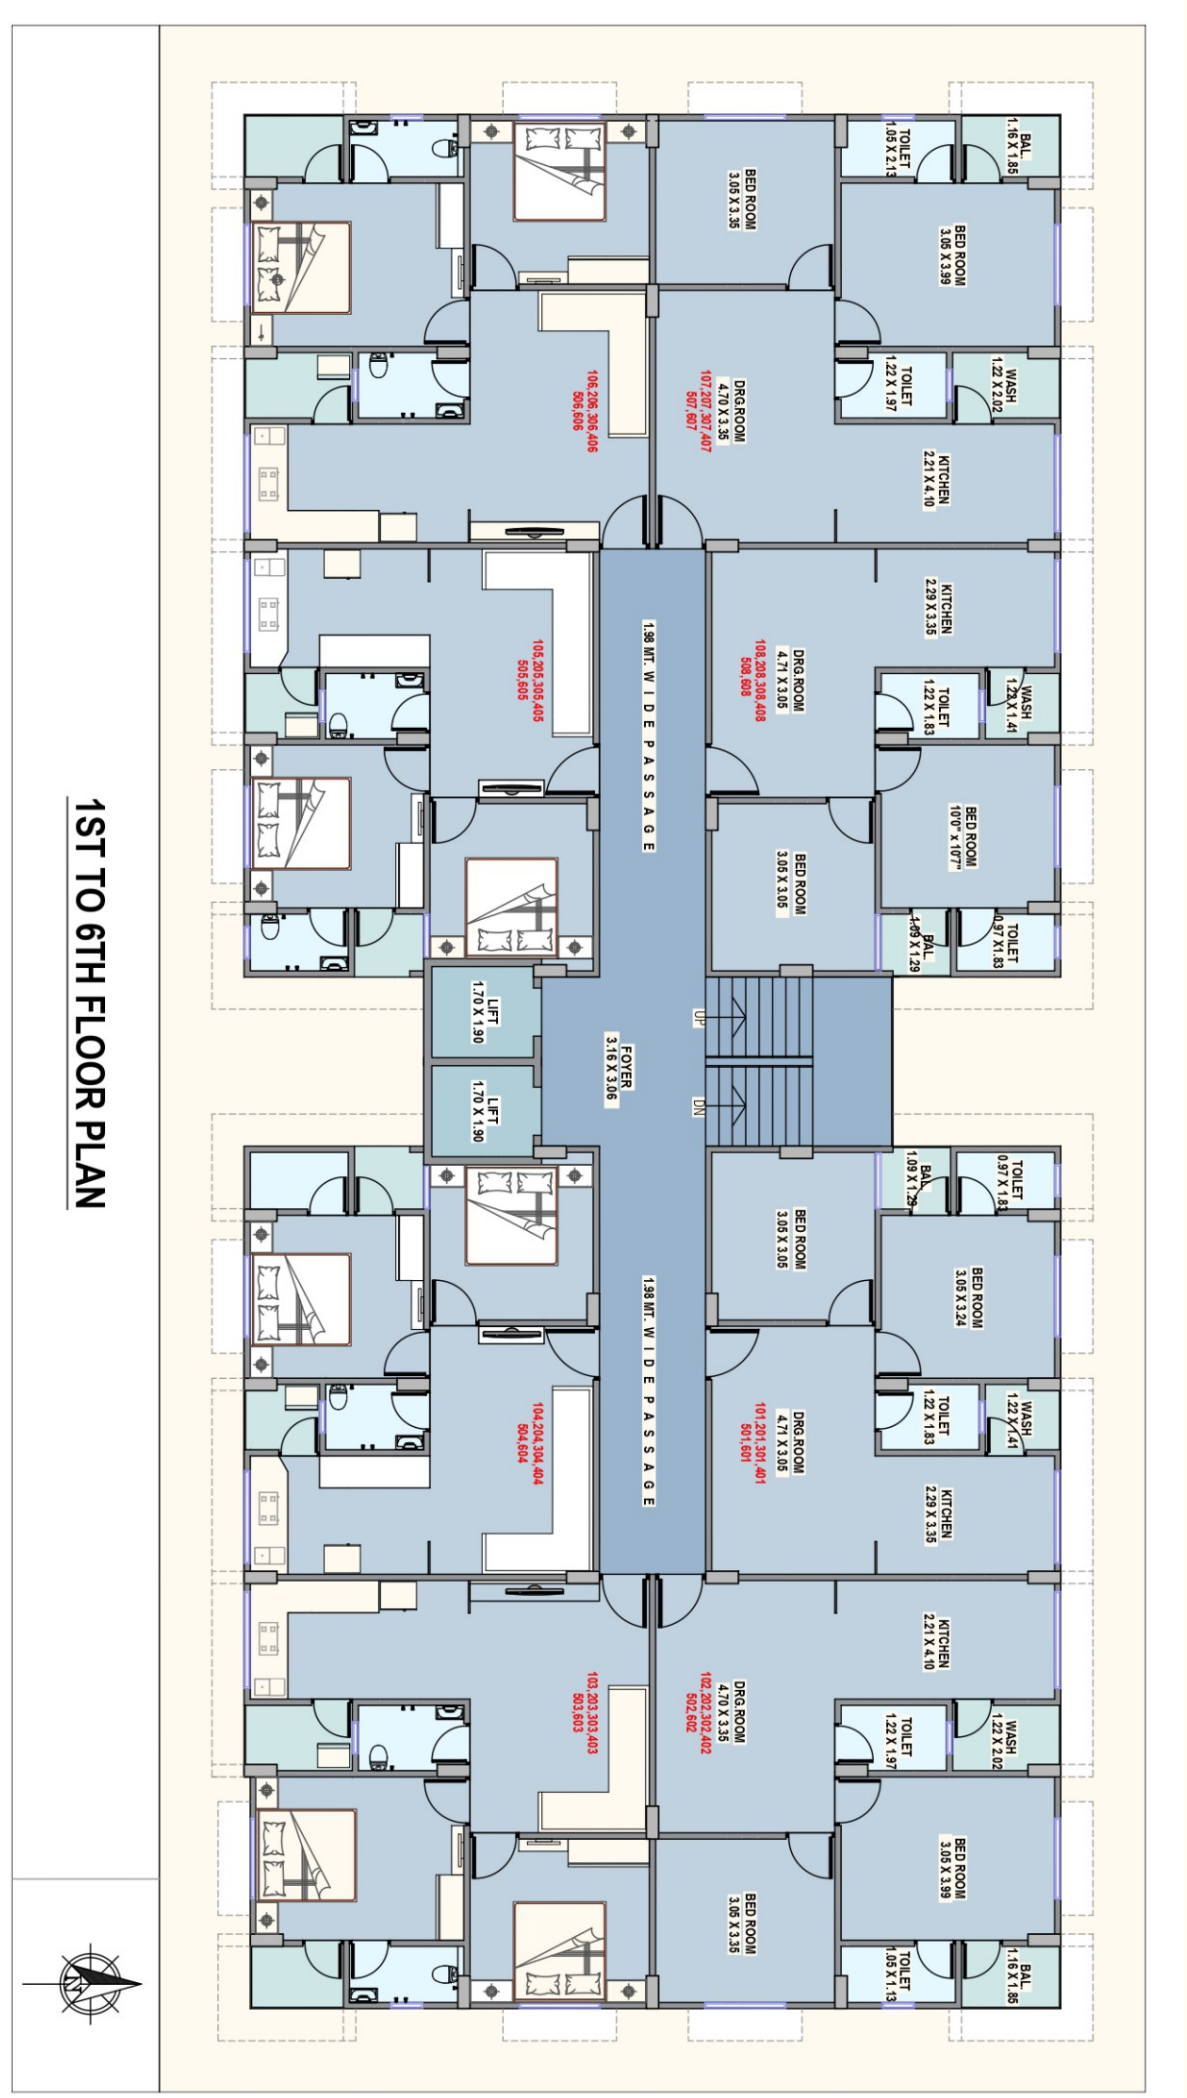 BAL.
1.16 X 1.85
TOILET
1.05 X 2.13
BED ROOM
3.05 X 3.35
BED ROOM
3.05 X 3.99
WASH
1.22 X 2.02
TOILET
1.22 X 1.97
DRG.ROOM
4.70 X 3.35
107,207,307,407
507,607
106,206,306,406
506,606
KITCHEN
2.21 X 4.10
KITCHEN
2.29 X 3.35
105,205,305,405
505,605
1.98 MT. WIDE PASSAGE
DRG.ROOM
4.71 X 3.05
108,208,308,408
508,608
WASH
1.22 X 1.41
TOILET
1.22 X 1.83
BED ROOM
10'0" x 10'7"
BED ROOM
3.05 X 3.05
BAL.
1.09 X 1.29
TOILET
0.97 X1.83
LIFT
1.70 X 1.90
FOYER
3.16 X 3.06
UP
DN
LIFT
1.70 X 1.90
1ST TO 6TH FLOOR PLAN
TOILET
0.97 X 1.83
BAL.
1.09 X 1.29
BED ROOM
3.05 X 3.05
BED ROOM
3.05 X 3.24
1.98 MT. WIDE PASSAGE
WASH
1.22 X 1.41
TOILET
1.22 X 1.83
DRG.ROOM
4.71 X 3.05
101,201,301,401
501,601
104,204,304,404
504,604
KITCHEN
2.29 X 3.35
KITCHEN
2.21 X 4.10
103,203,303,403
503,603
DRG.ROOM
4.70 X 3.35
102,202,302,402
502,602
TOILET
1.22 X 1.97
WASH
1.22 X 2.02
BED ROOM
3.05 X 3.99
BED ROOM
3.05 X 3.35
TOILET
1.05 X 1.13
BAL.
1.16 X 1.85
N